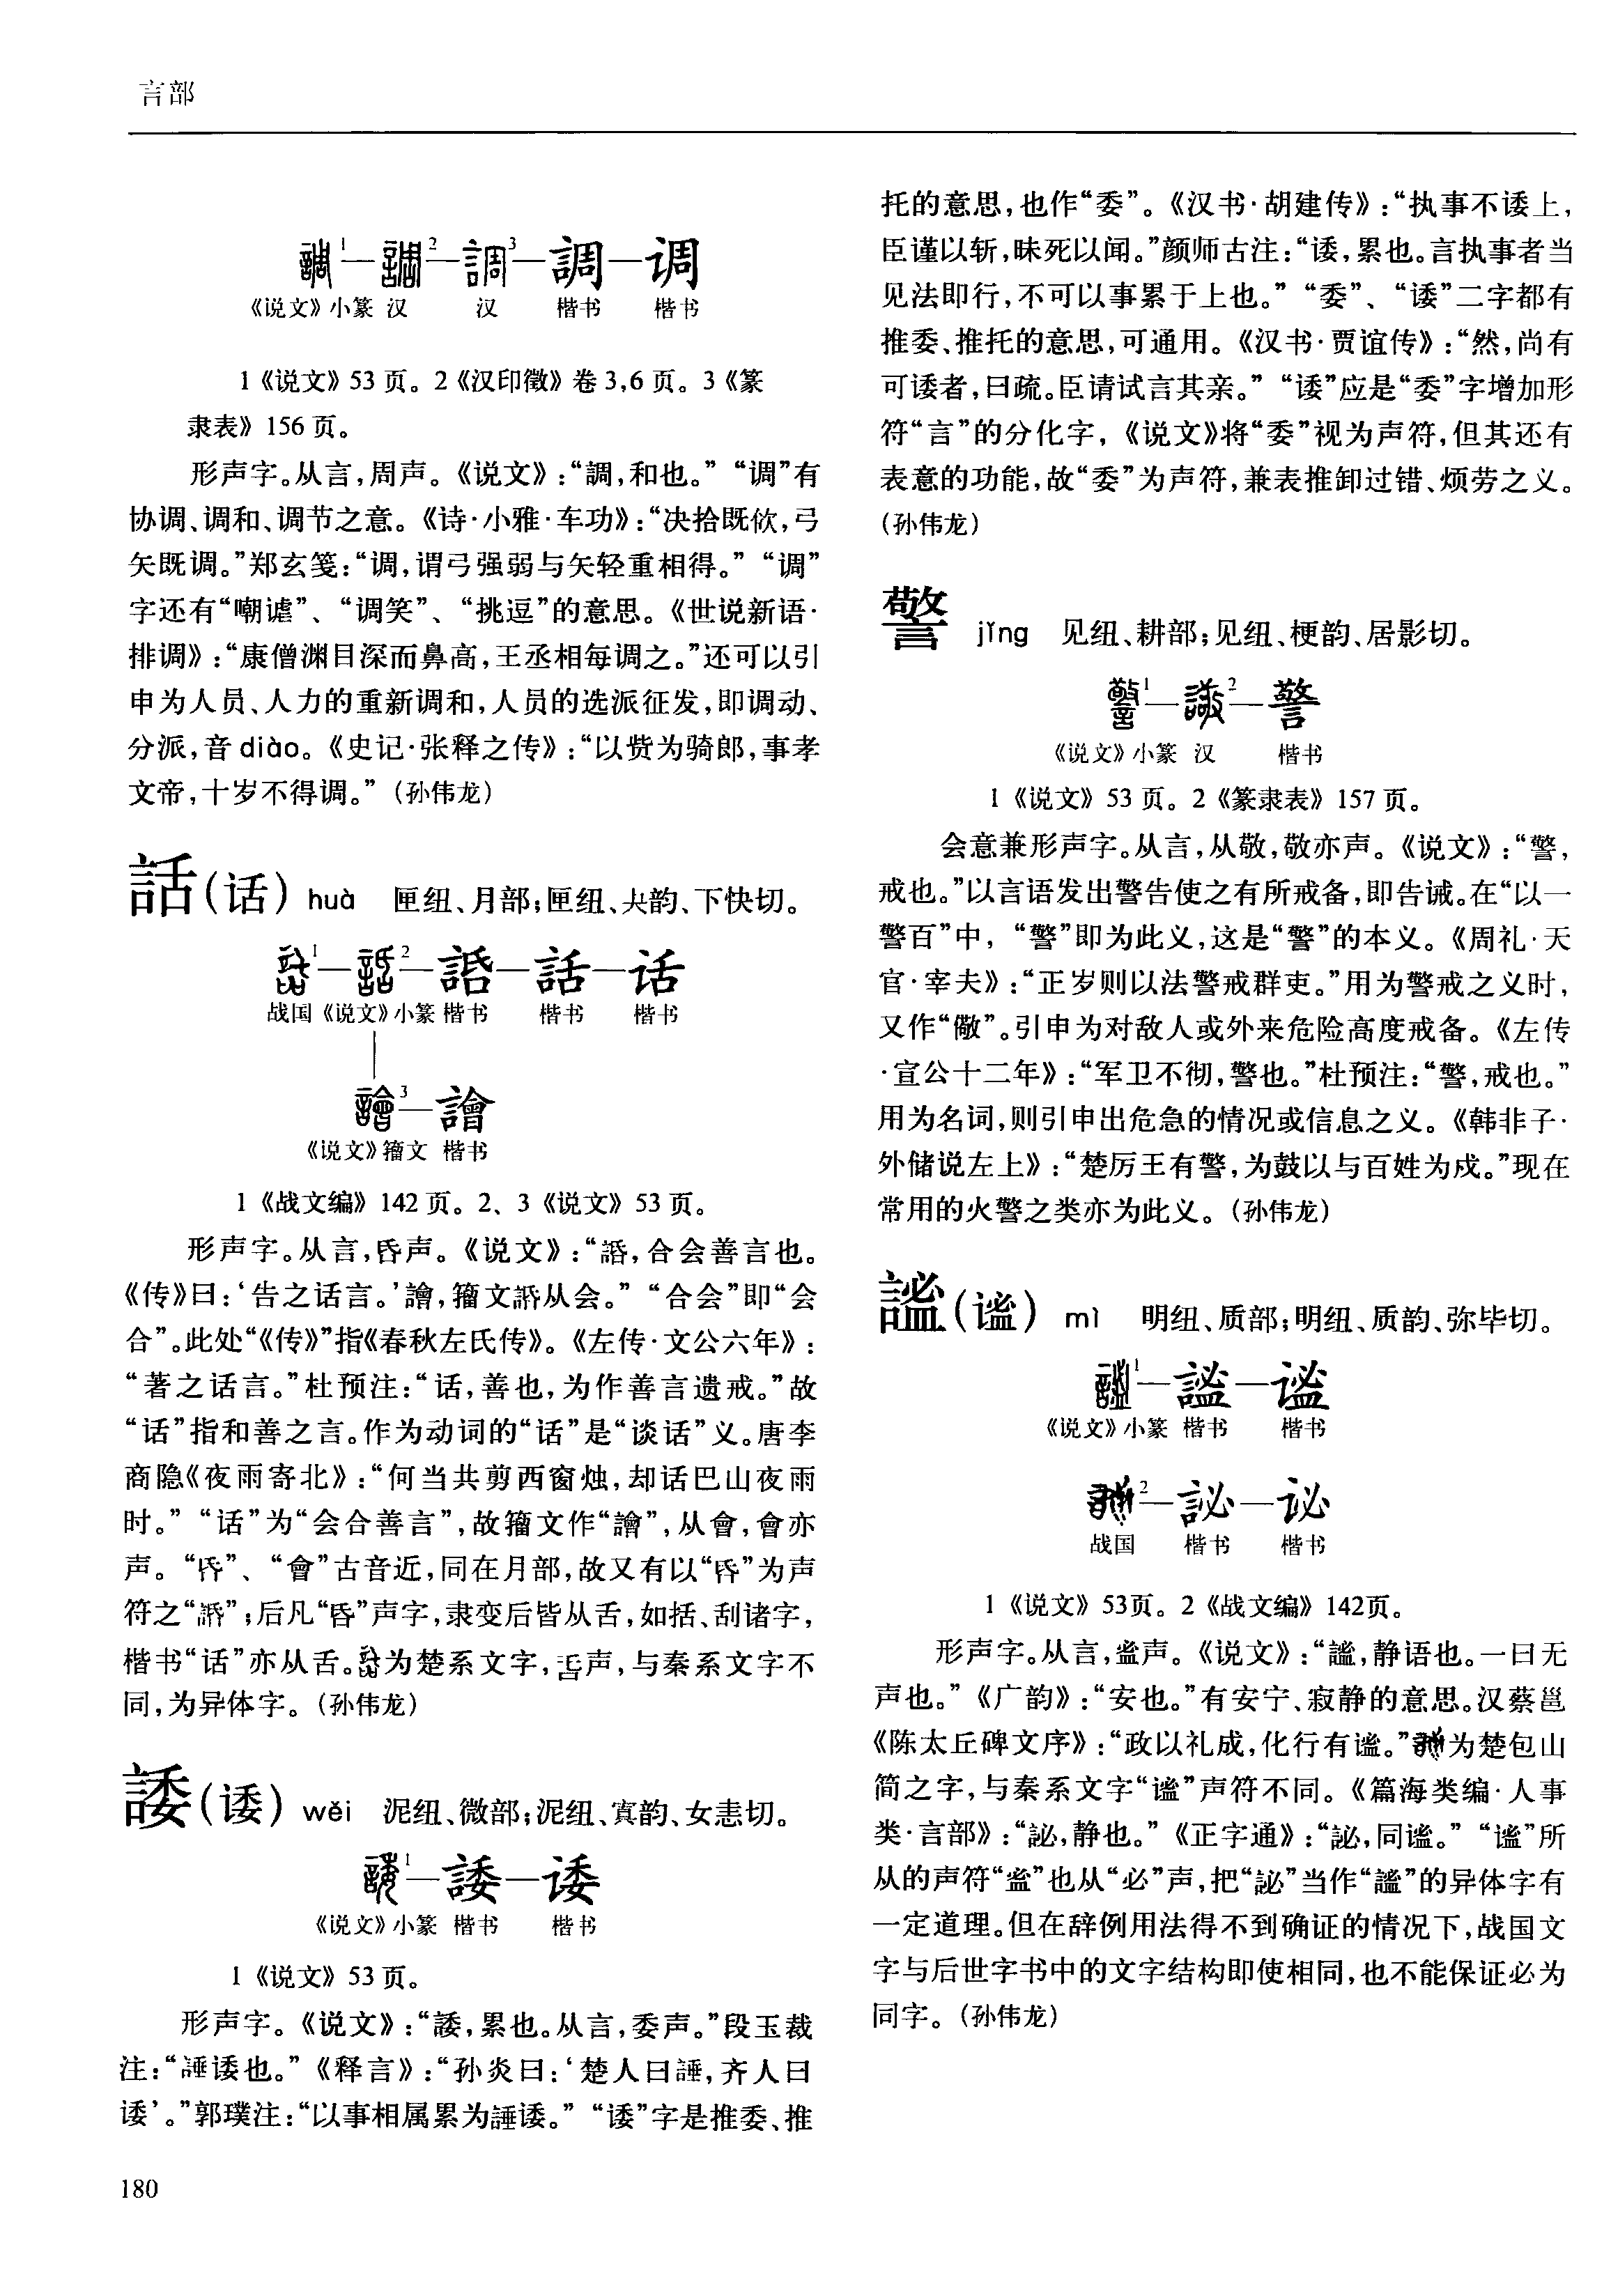 言部
1—2—3—調—调
《说文》小篆 汉 汉 楷书 楷书
1《说文》53页。2《汉印徵》卷3,6页。3《篆
隶表》156页。
形声字。从言,周声。《说文》:“調,和也。”“调”有
协调、调和、调节之意。《诗·小雅·车功》:“决拾既佽,弓
矢既调。”郑玄笺:“调,谓弓强弱与矢轻重相得。”“调”
字还有“嘲谑”、“调笑”、“挑逗”的意思。《世说新语·
排调》:“康僧渊目深而鼻高,王丞相每调之。”还可以引
申为人员、人力的重新调和,人员的选派征发,即调动、
分派,音diào。《史记·张释之传》:“以赀为骑郎,事孝
文帝,十岁不得调。”(孙伟龙)
話(话) huà 匣纽、月部;匣纽、夬韵、下快切。
1—2—𧧸—話—话
战国《说文》小篆 楷书 楷书 楷书
3—譮
《说文》籀文 楷书
1《战文编》142页。2、3《说文》53页。
形声字。从言,昏声。《说文》:“𧧸,合会善言也。
《传》曰:‘告之话言。’譮,籀文𧧸从会。”“合会”即“会
合”。此处“《传》”指《春秋左氏传》。《左传·文公六年》:
“著之话言。”杜预注:“话,善也,为作善言遗戒。”故
“话”指和善之言。作为动词的“话”是“谈话”义。唐李
商隐《夜雨寄北》:“何当共剪西窗烛,却话巴山夜雨
时。”“话”为“会合善言”,故籀文作“譮”,从會,會亦
声。“𠯑”、“會”古音近,同在月部,故又有以“𠯑”为声
符之“𧧸”;后凡“昏”声字,隶变后皆从舌,如括、刮诸字,
楷书“话”亦从舌。为楚系文字,声,与秦系文字不
同,为异体字。(孙伟龙)
諉(诿) wěi 泥纽、微部;泥纽、寘韵、女恚切。
1—諉—诿
《说文》小篆 楷书 楷书
1《说文》53页。
形声字。《说文》:“諉,累也。从言,委声。”段玉裁
注:“諈诿也。”《释言》:“孙炎曰:‘楚人曰諈,齐人曰
诿’。”郭璞注:“以事相属累为諈诿。”“诿”字是推委、推
托的意思,也作“委”。《汉书·胡建传》:“执事不诿上,
臣谨以斩,昧死以闻。”颜师古注:“诿,累也。言执事者当
见法即行,不可以事累于上也。”“委”、“诿”二字都有
推委、推托的意思,可通用。《汉书·贾谊传》:“然,尚有
可诿者,曰疏。臣请试言其亲。”“诿”应是“委”字增加形
符“言”的分化字,《说文》将“委”视为声符,但其还有
表意的功能,故“委”为声符,兼表推卸过错、烦劳之义。
(孙伟龙)
警 jǐng 见纽、耕部;见纽、梗韵、居影切。
1—2—警
《说文》小篆 汉 楷书
1《说文》53页。2《篆隶表》157页。
会意兼形声字。从言,从敬,敬亦声。《说文》:“警,
戒也。”以言语发出警告使之有所戒备,即告诫。在“以一
警百”中,“警”即为此义,这是“警”的本义。《周礼·天
官·宰夫》:“正岁则以法警戒群吏。”用为警戒之义时,
又作“儆”。引申为对敌人或外来危险高度戒备。《左传
·宣公十二年》:“军卫不彻,警也。”杜预注:“警,戒也。”
用为名词,则引申出危急的情况或信息之义。《韩非子·
外储说左上》:“楚厉王有警,为鼓以与百姓为戍。”现在
常用的火警之类亦为此义。(孙伟龙)
謐(谧) mì 明纽、质部;明纽、质韵、弥毕切。
1—謐—谧
《说文》小篆 楷书 楷书
2—訫—
战国 楷书 楷书
1《说文》53页。2《战文编》142页。
形声字。从言,盇声。《说文》:“謐,静语也。一曰无
声也。”《广韵》:“安也。”有安宁、寂静的意思。汉蔡邕
《陈太丘碑文序》:“政以礼成,化行有谧。”为楚包山
简之字,与秦系文字“谧”声符不同。《篇海类编·人事
类·言部》:“䛑,静也。”《正字通》:“䛑,同谧。”“谧”所
从的声符“㿴”也从“必”声,把“䛑”当作“謐”的异体字有
一定道理。但在辞例用法得不到确证的情况下,战国文
字与后世字书中的文字结构即使相同,也不能保证必为
同字。(孙伟龙)
180